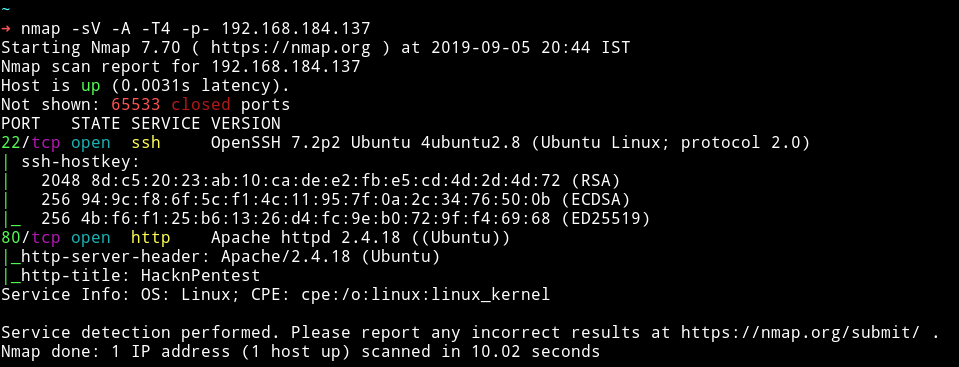 ~
➜ nmap -sV -A -T4 -p- 192.168.184.137
Starting Nmap 7.70 ( https://nmap.org ) at 2019-09-05 20:44 IST
Nmap scan report for 192.168.184.137
Host is up (0.0031s latency).
Not shown: 65533 closed ports
PORT   STATE SERVICE VERSION
22/tcp open  ssh     OpenSSH 7.2p2 Ubuntu 4ubuntu2.8 (Ubuntu Linux; protocol 2.0)
| ssh-hostkey:
|   2048 8d:c5:20:23:ab:10:ca:de:e2:fb:e5:cd:4d:2d:4d:72 (RSA)
|   256 94:9c:f8:6f:5c:f1:4c:11:95:7f:0a:2c:34:76:50:0b (ECDSA)
|_  256 4b:f6:f1:25:b6:13:26:d4:fc:9e:b0:72:9f:f4:69:68 (ED25519)
80/tcp open  http    Apache httpd 2.4.18 ((Ubuntu))
|_http-server-header: Apache/2.4.18 (Ubuntu)
|_http-title: HacknPentest
Service Info: OS: Linux; CPE: cpe:/o:linux:linux_kernel

Service detection performed. Please report any incorrect results at https://nmap.org/submit/ .
Nmap done: 1 IP address (1 host up) scanned in 10.02 seconds